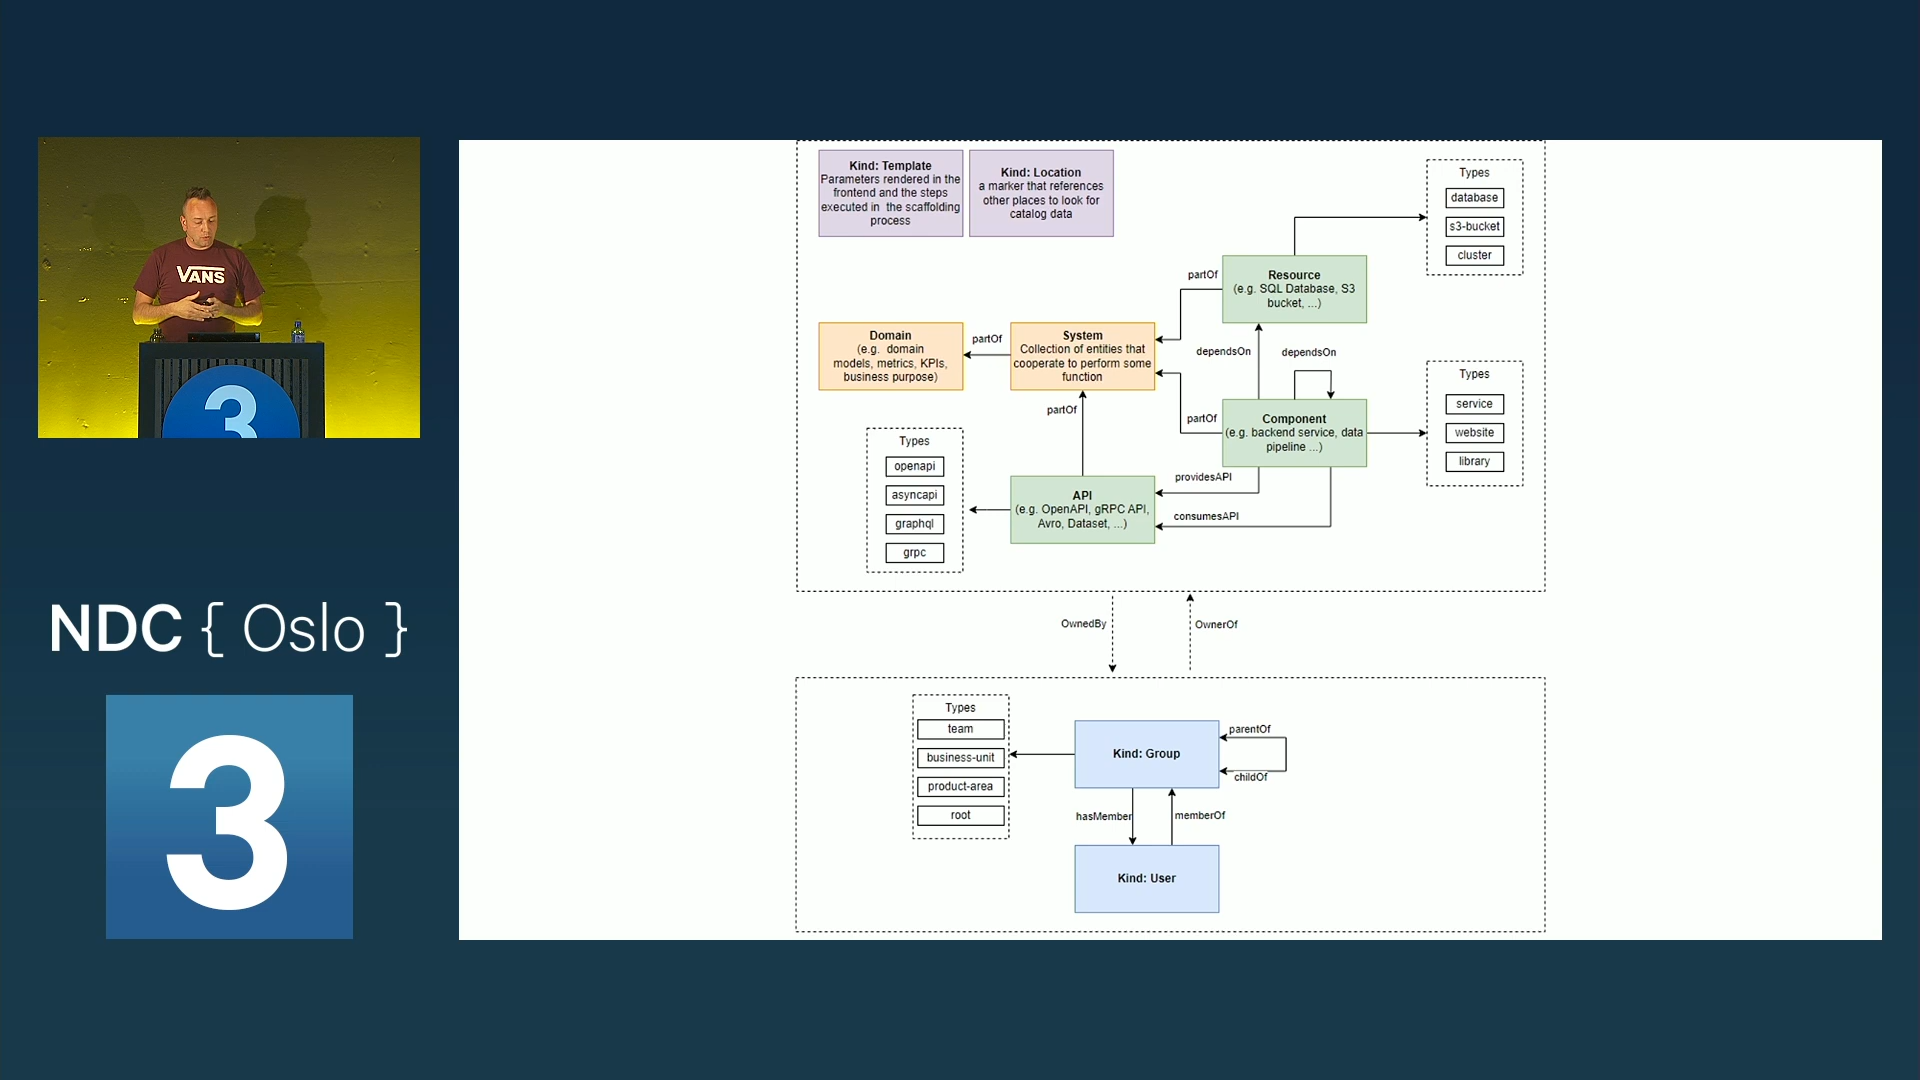 VANS
3
NDC { Oslo }
3
Kind: Template
Parameters rendered in the
frontend and the steps
executed in the scaffolding
process
Kind: Location
a marker that references
other places to look for
catalog data
Types
database
s3-bucket
cluster
partOf
Resource
(e.g. SQL Database, S3
bucket, ...)
Domain
(e.g. domain
models, metrics, KPIs,
business purpose)
partOf
System
Collection of entities that
cooperate to perform some
function
dependsOn
dependsOn
Types
service
website
library
partOf
partOf
Component
(e.g. backend service, data
pipeline ...)
Types
openapi
asyncapi
graphql
grpc
providesAPI
consumesAPI
API
(e.g. OpenAPI, gRPC API,
Avro, Dataset, ...)
OwnedBy
OwnerOf
Types
team
business-unit
product-area
root
Kind: Group
parentOf
childOf
hasMember
memberOf
Kind: User